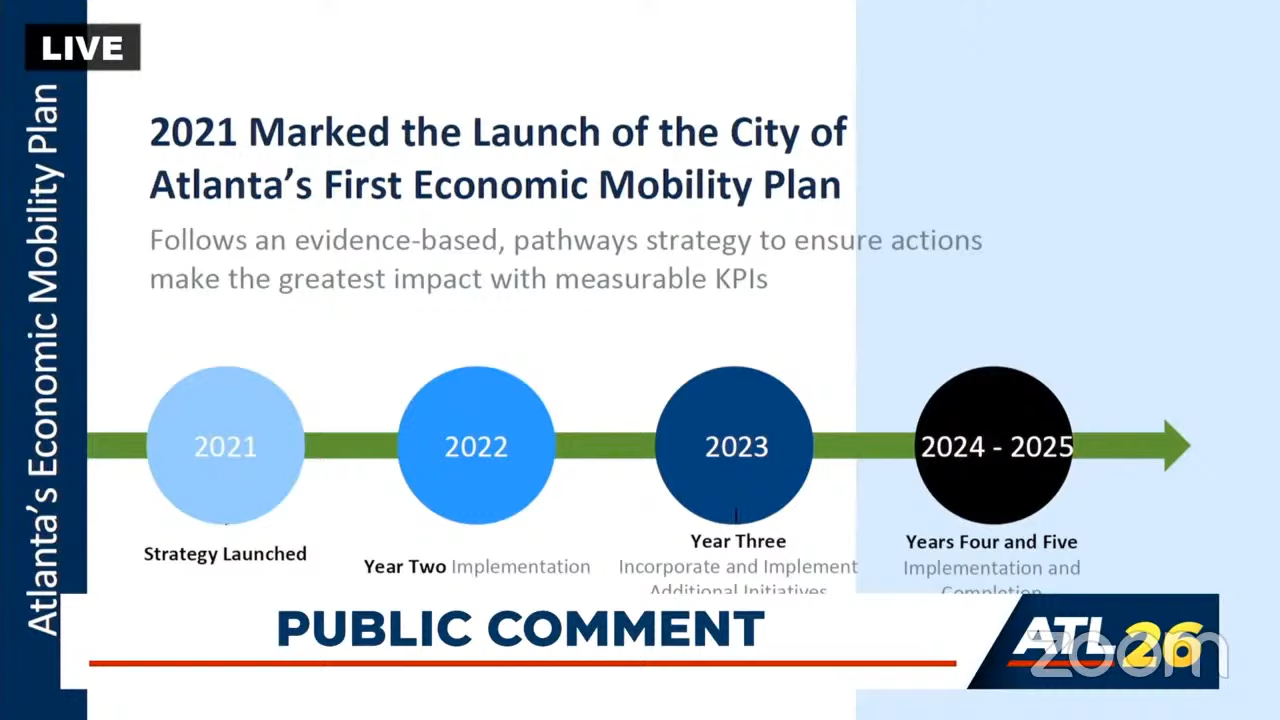 LIVE
Atlanta's Economic Mobility Plan
2021 Marked the Launch of the City of
Atlanta's First Economic Mobility Plan
Follows an evidence-based, pathways strategy to ensure actions
make the greatest impact with measurable KPIs
2021
2022
2023
2024 - 2025
Strategy Launched
Year Two Implementation
Year Three
Incorporate and Implement
Additional Initiatives
Years Four and Five
Implementation and
Completion
PUBLIC COMMENT
ATL 26
zoom